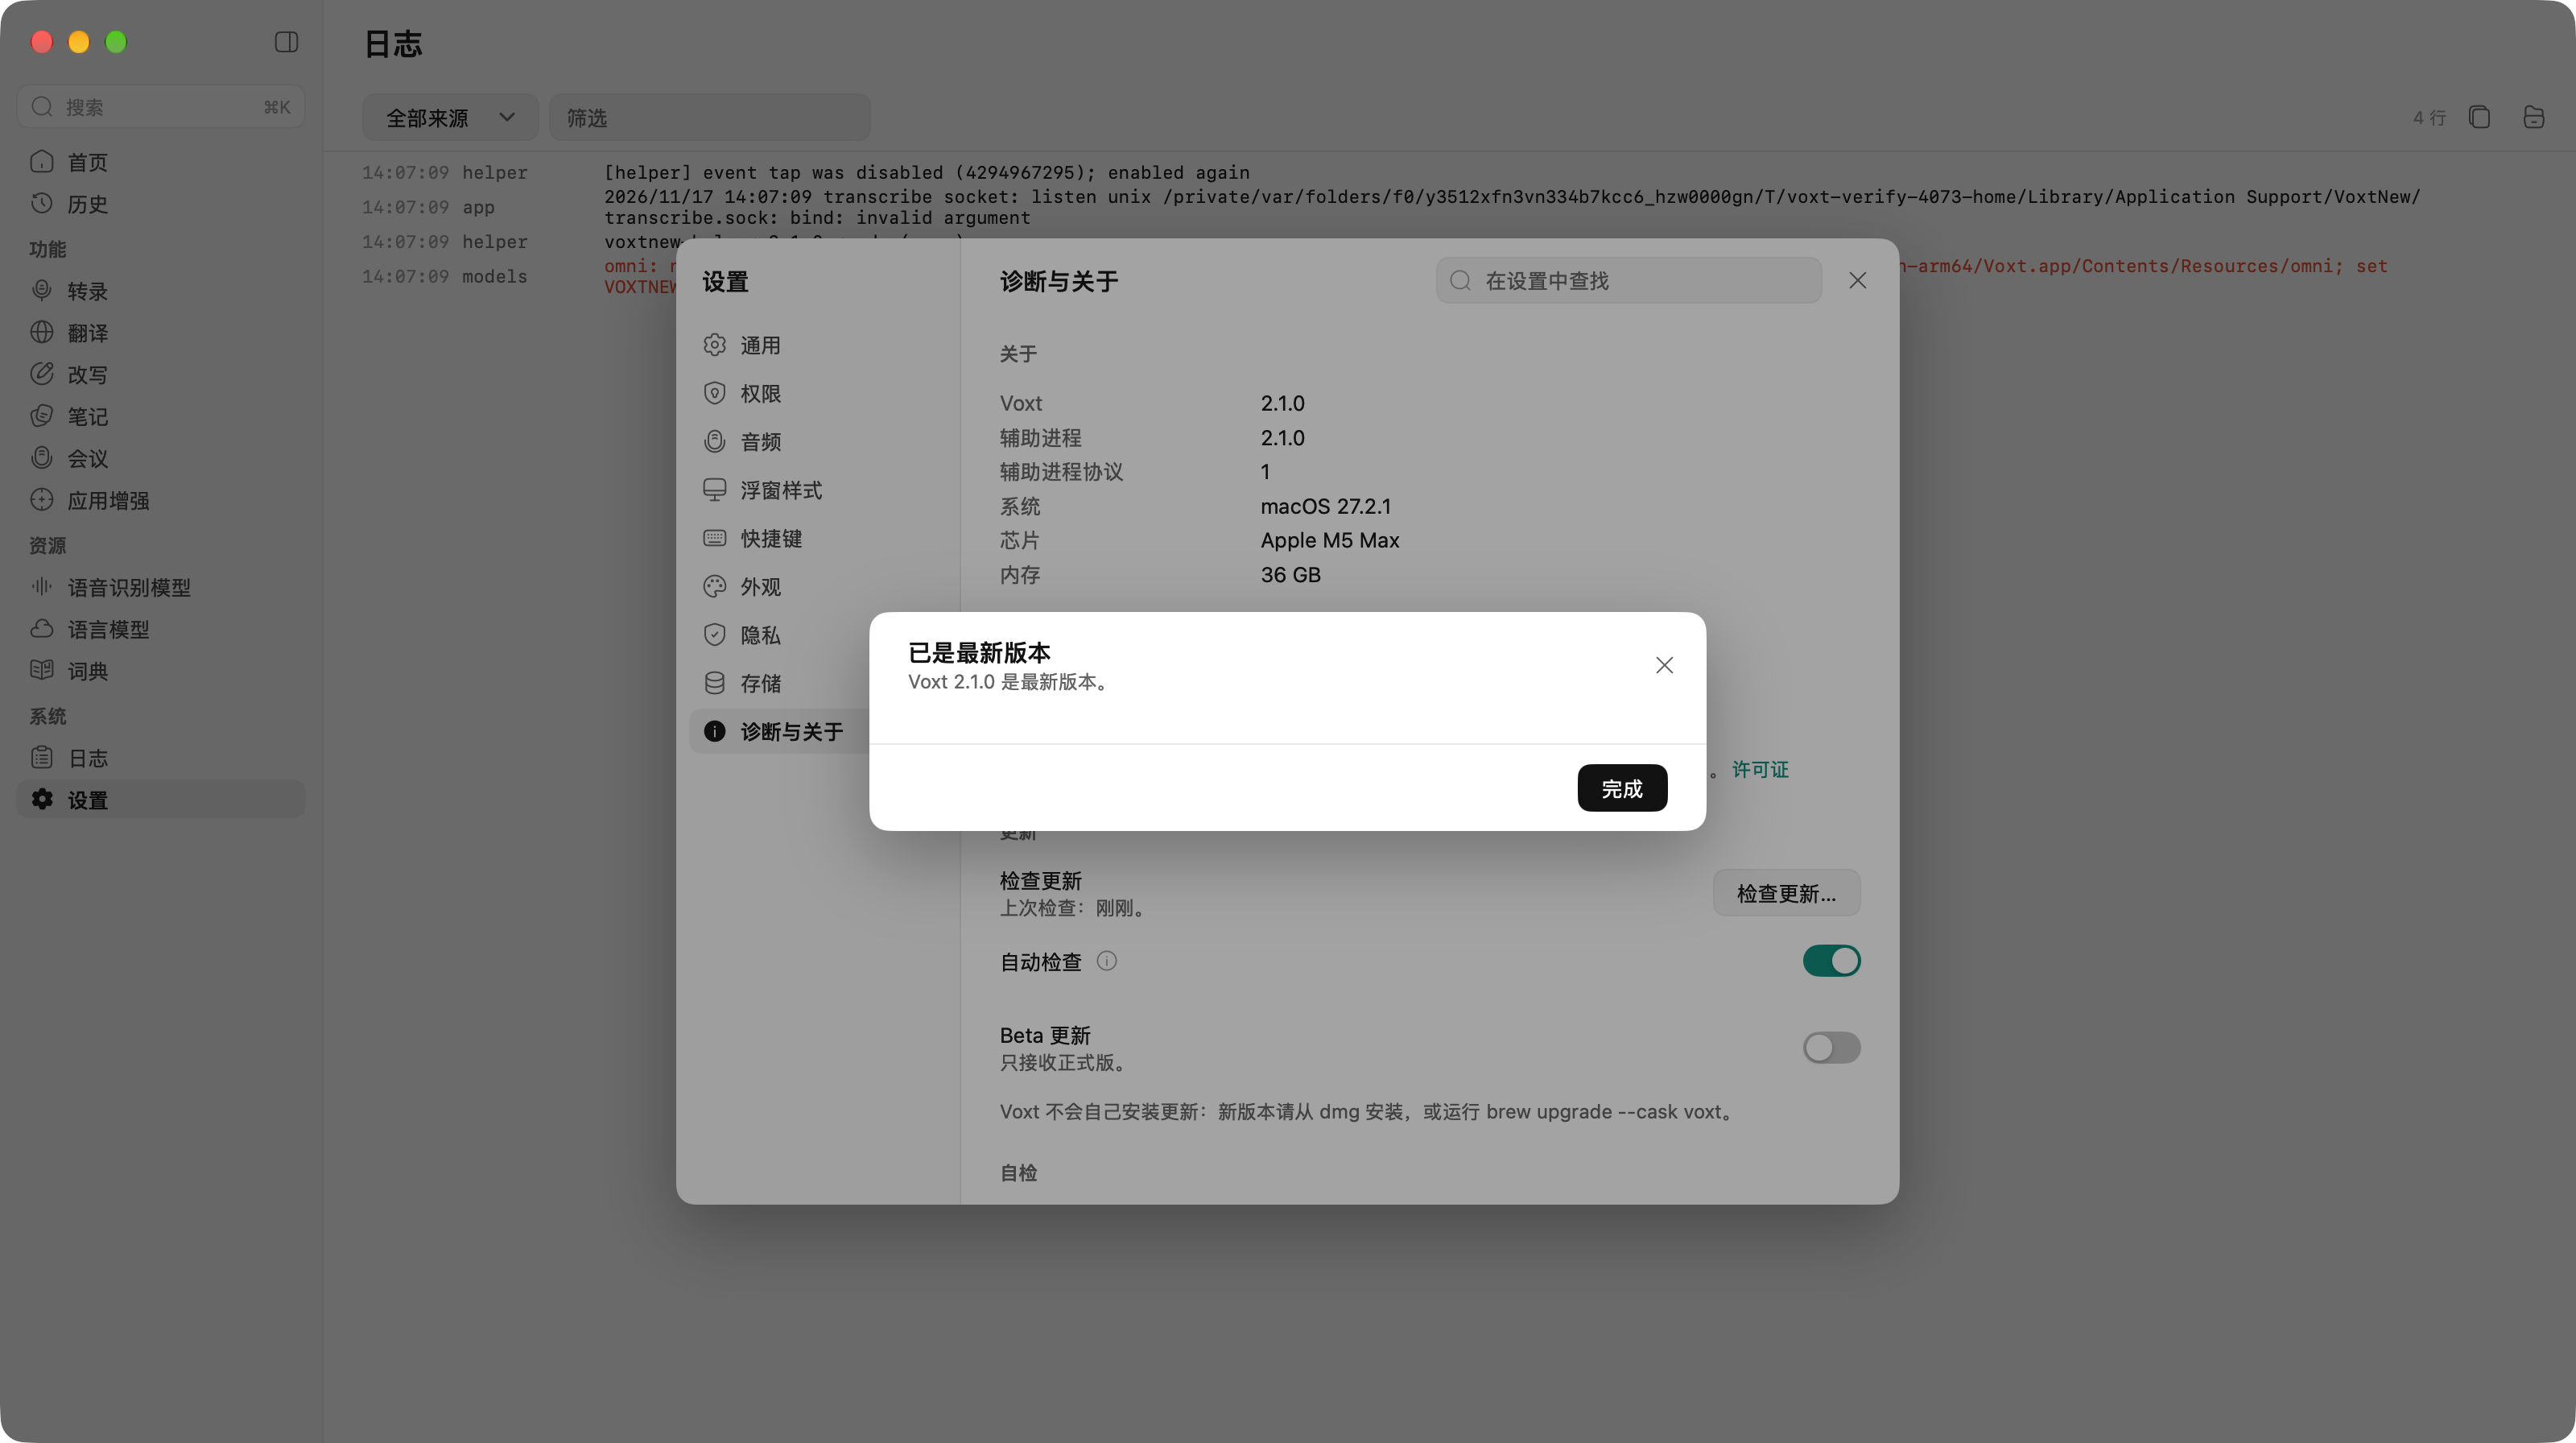 日志
搜索 ⌘K
首页
历史
功能
转录
翻译
改写
笔记
会议
应用增强
资源
语音识别模型
语言模型
词典
系统
日志
设置
全部来源
筛选
4 行
14:07:09 helper [helper] event tap was disabled (4294967295); enabled again
14:07:09 app 2026/11/17 14:07:09 transcribe socket: listen unix /private/var/folders/f0/y3512xfn3vn334b7kcc6_hzw0000gn/T/voxt-verify-4073-home/Library/Application Support/VoxtNew/
transcribe.sock: bind: invalid argument
14:07:09 helper
14:07:09 models omni: -arm64/Voxt.app/Contents/Resources/omni; set
设置
通用
权限
音频
浮窗样式
快捷键
外观
隐私
存储
诊断与关于
诊断与关于
在设置中查找
关于
Voxt 2.1.0
辅助进程 2.1.0
辅助进程协议 1
系统 macOS 27.2.1
芯片 Apple M5 Max
内存 36 GB
已是最新版本
Voxt 2.1.0 是最新版本。
完成
。 许可证
更新
检查更新
上次检查：刚刚。
检查更新...
自动检查
Beta 更新
只接收正式版。
Voxt 不会自己安装更新：新版本请从 dmg 安装，或运行 brew upgrade --cask voxt。
自检